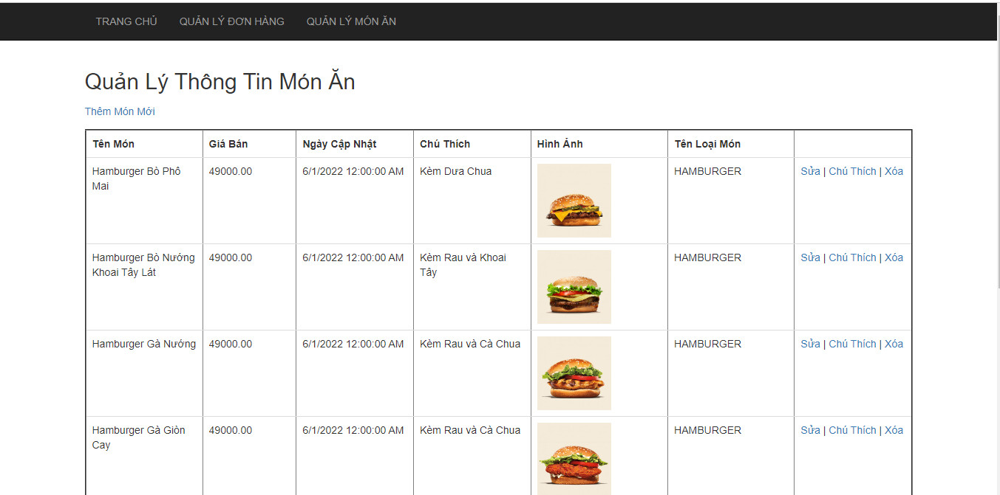 TRANG CHỦ QUẢN LÝ ĐƠN HÀNG QUẢN LÝ MÓN ĂN
Quản Lý Thông Tin Món Ăn
Thêm Món Mới
Tên Món Giá Bán Ngày Cập Nhật Chú Thích Hình Ảnh Tên Loại Món
Hamburger Bò Phô 49000.00 6/1/2022 12:00:00 AM Kèm Dưa Chua HAMBURGER Sửa | Chú Thích | Xóa
Mai
Hamburger Bò Nướng 49000.00 6/1/2022 12:00:00 AM Kèm Rau và Khoai HAMBURGER Sửa | Chú Thích | Xóa
Khoai Tây Lát Tây
Hamburger Gà Nướng 49000.00 6/1/2022 12:00:00 AM Kèm Rau và Cà Chua HAMBURGER Sửa | Chú Thích | Xóa
Hamburger Gà Giòn 49000.00 6/1/2022 12:00:00 AM Kèm Rau và Cà Chua HAMBURGER Sửa | Chú Thích | Xóa
Cay